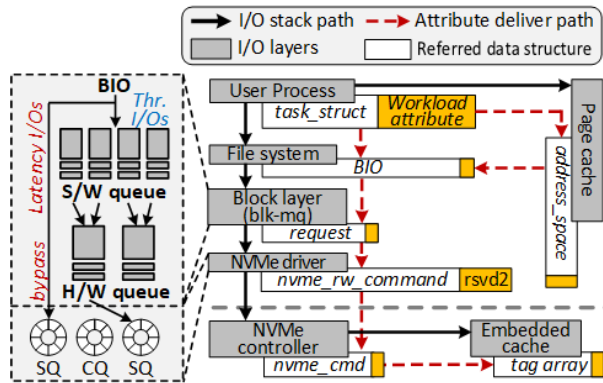 I/O stack path
Attribute deliver path
I/O layers
Referred data structure
BIO
Latency I/Os
Thr.
I/Os
S/W queue
bypass
H/W queue
SQ
CQ
SQ
User Process
task_struct
Workload
attribute
Page cache
address_space
File system
BIO
Block layer
(blk-mq)
request
NVMe driver
nvme_rw_command
rsvd2
NVMe
controller
nvme_cmd
Embedded
cache
tag array